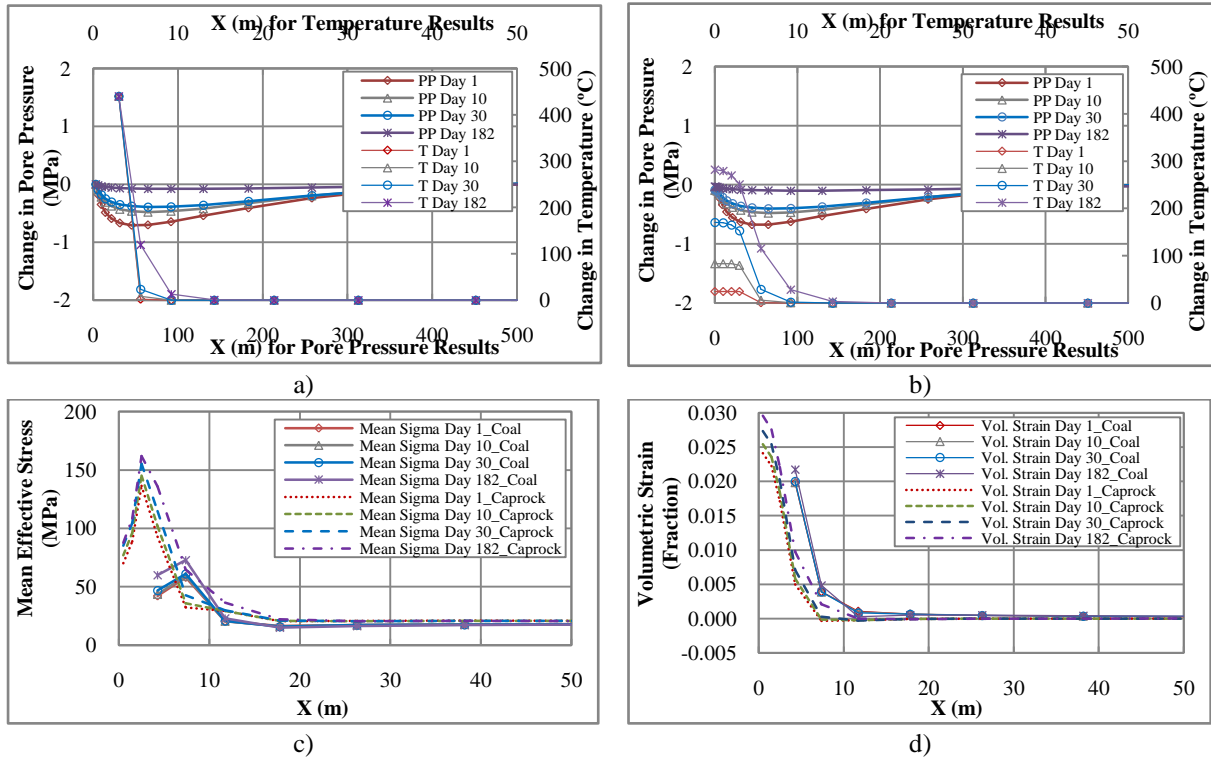 X (m) for Temperature Results
0 10 20 30 40 50
Change in Pore Pressure
(MPa)
2
1
0
-1
-2
PP Day 1
PP Day 10
PP Day 30
PP Day 182
T Day 1
T Day 10
T Day 30
T Day 182
500
400
300
200
100
0
Change in Temperature (°C)
0 100 200 300 400 500
X (m) for Pore Pressure Results
a)
X (m) for Temperature Results
0 10 20 30 40 50
Change in Pore Pressure
(MPa)
2
1
0
-1
-2
PP Day 1
PP Day 10
PP Day 30
PP Day 182
T Day 1
T Day 10
T Day 30
T Day 182
500
400
300
200
100
0
Change in Temperature (°C)
0 100 200 300 400 500
X (m) for Pore Pressure Results
b)
Mean Effective Stress
(MPa)
200
150
100
50
0
Mean Sigma Day 1_Coal
Mean Sigma Day 10_Coal
Mean Sigma Day 30_Coal
Mean Sigma Day 182_Coal
Mean Sigma Day 1_Caprock
Mean Sigma Day 10_Caprock
Mean Sigma Day 30_Caprock
Mean Sigma Day 182_Caprock
0 10 20 30 40 50
X (m)
c)
Volumetric Strain
(Fraction)
0.030
0.025
0.020
0.015
0.010
0.005
0.000
-0.005
Vol. Strain Day 1_Coal
Vol. Strain Day 10_Coal
Vol. Strain Day 30_Coal
Vol. Strain Day 182_Coal
Vol. Strain Day 1_Caprock
Vol. Strain Day 10_Caprock
Vol. Strain Day 30_Caprock
Vol. Strain Day 182_Caprock
0 10 20 30 40 50
X (m)
d)